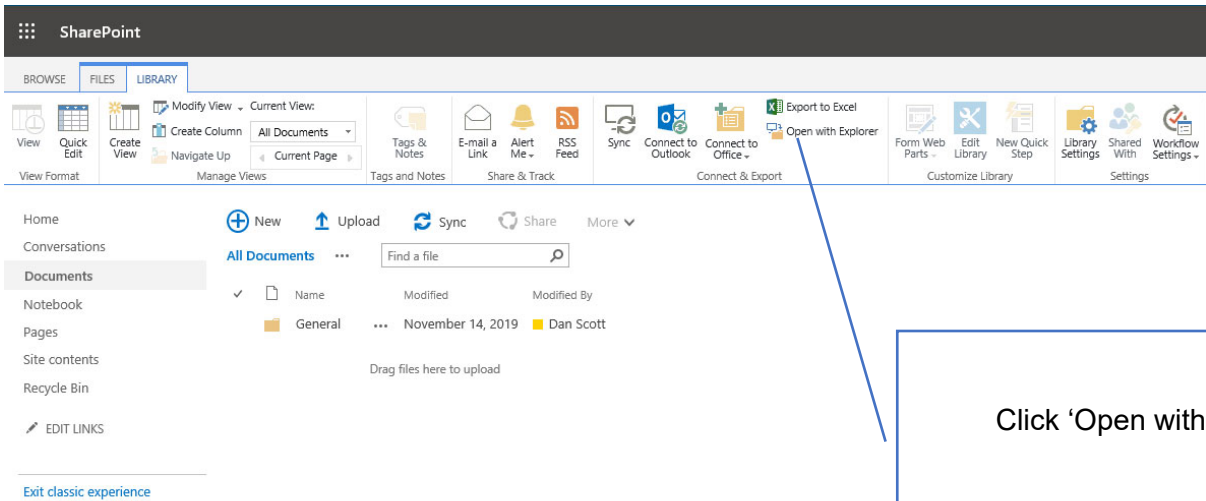 SharePoint
BROWSE FILES LIBRARY
View
Quick Edit
Create View
Modify View
Create Column
Navigate Up
Current View:
All Documents
Current Page
Tags & Notes
E-mail a Link
Alert Me
RSS Feed
Sync
Connect to Outlook
Connect to Office
Export to Excel
Open with Explorer
Form Web Parts
Edit Library
New Quick Step
Library Settings
Shared With
Workflow Settings
View Format Manage Views Tags and Notes Share & Track Connect & Export Customize Library Settings
Home
Conversations
Documents
Notebook
Pages
Site contents
Recycle Bin
EDIT LINKS
Exit classic experience
New Upload Sync Share More
All Documents ••• Find a file
Name Modified Modified By
General ••• November 14, 2019 Dan Scott
Drag files here to upload
Click ‘Open with